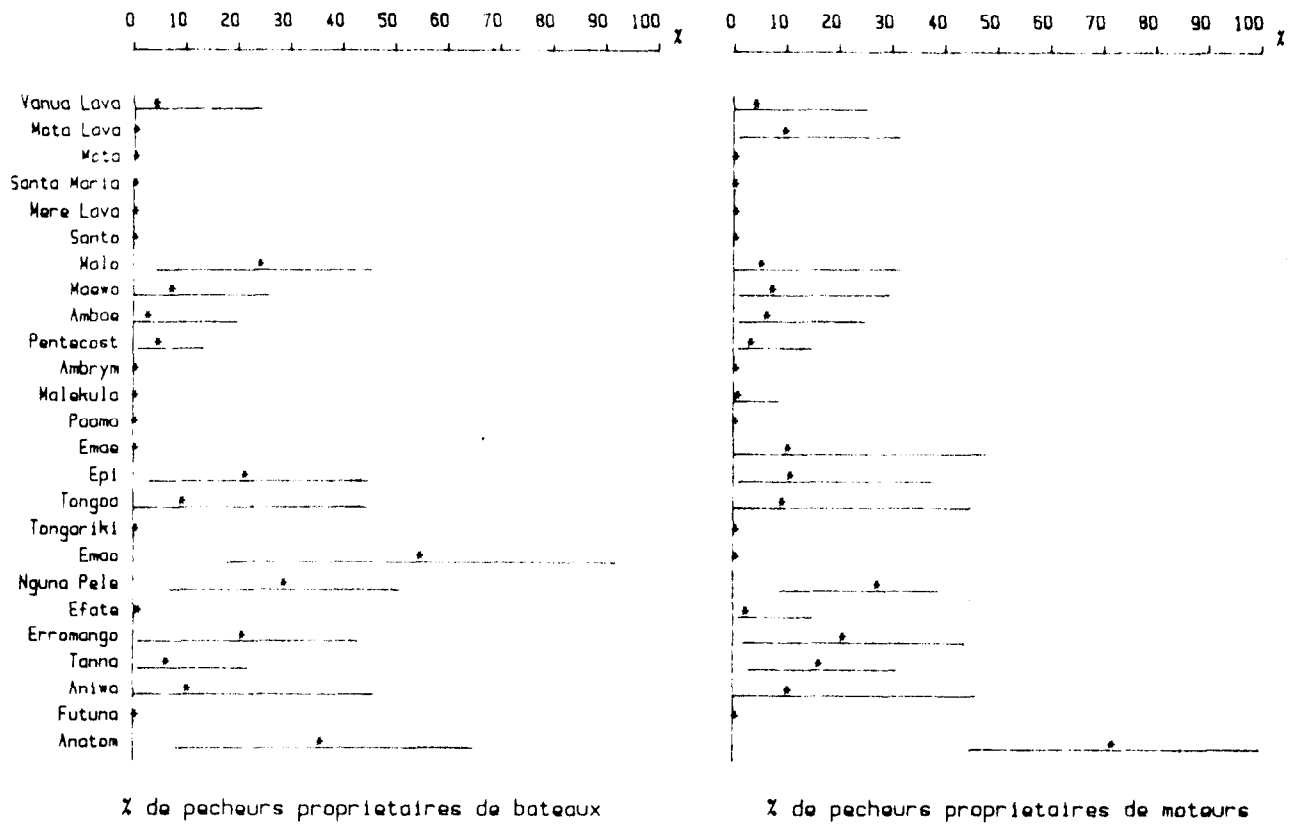 0 10 20 30 40 50 60 70 80 90 100 %
0 10 20 30 40 50 60 70 80 90 100 %
Vanua Lava
Mota Lava
Mota
Santa Maria
Mere Lava
Santo
Malo
Maewo
Ambae
Pentecost
Ambrym
Malekula
Paama
Emae
Epi
Tongoa
Tongariki
Emao
Nguna Pele
Efate
Erromango
Tanna
Aniwa
Futuna
Anatom
% de pecheurs proprietaires de bateaux
% de pecheurs proprietaires de moteurs